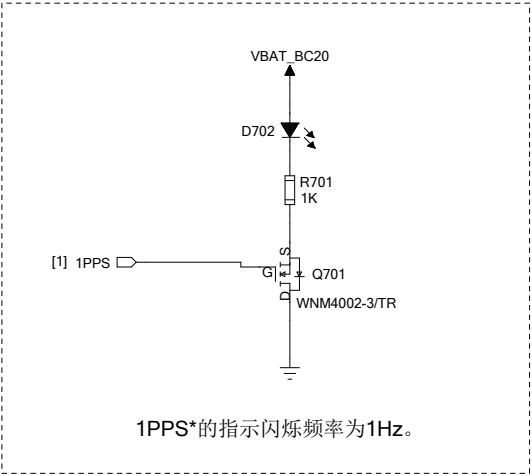 VBAT_BC20
D702
R701
1K
S
[1] 1PPS
G
Q701
D
WNM4002-3/TR
1PPS*的指示闪烁频率为1Hz。